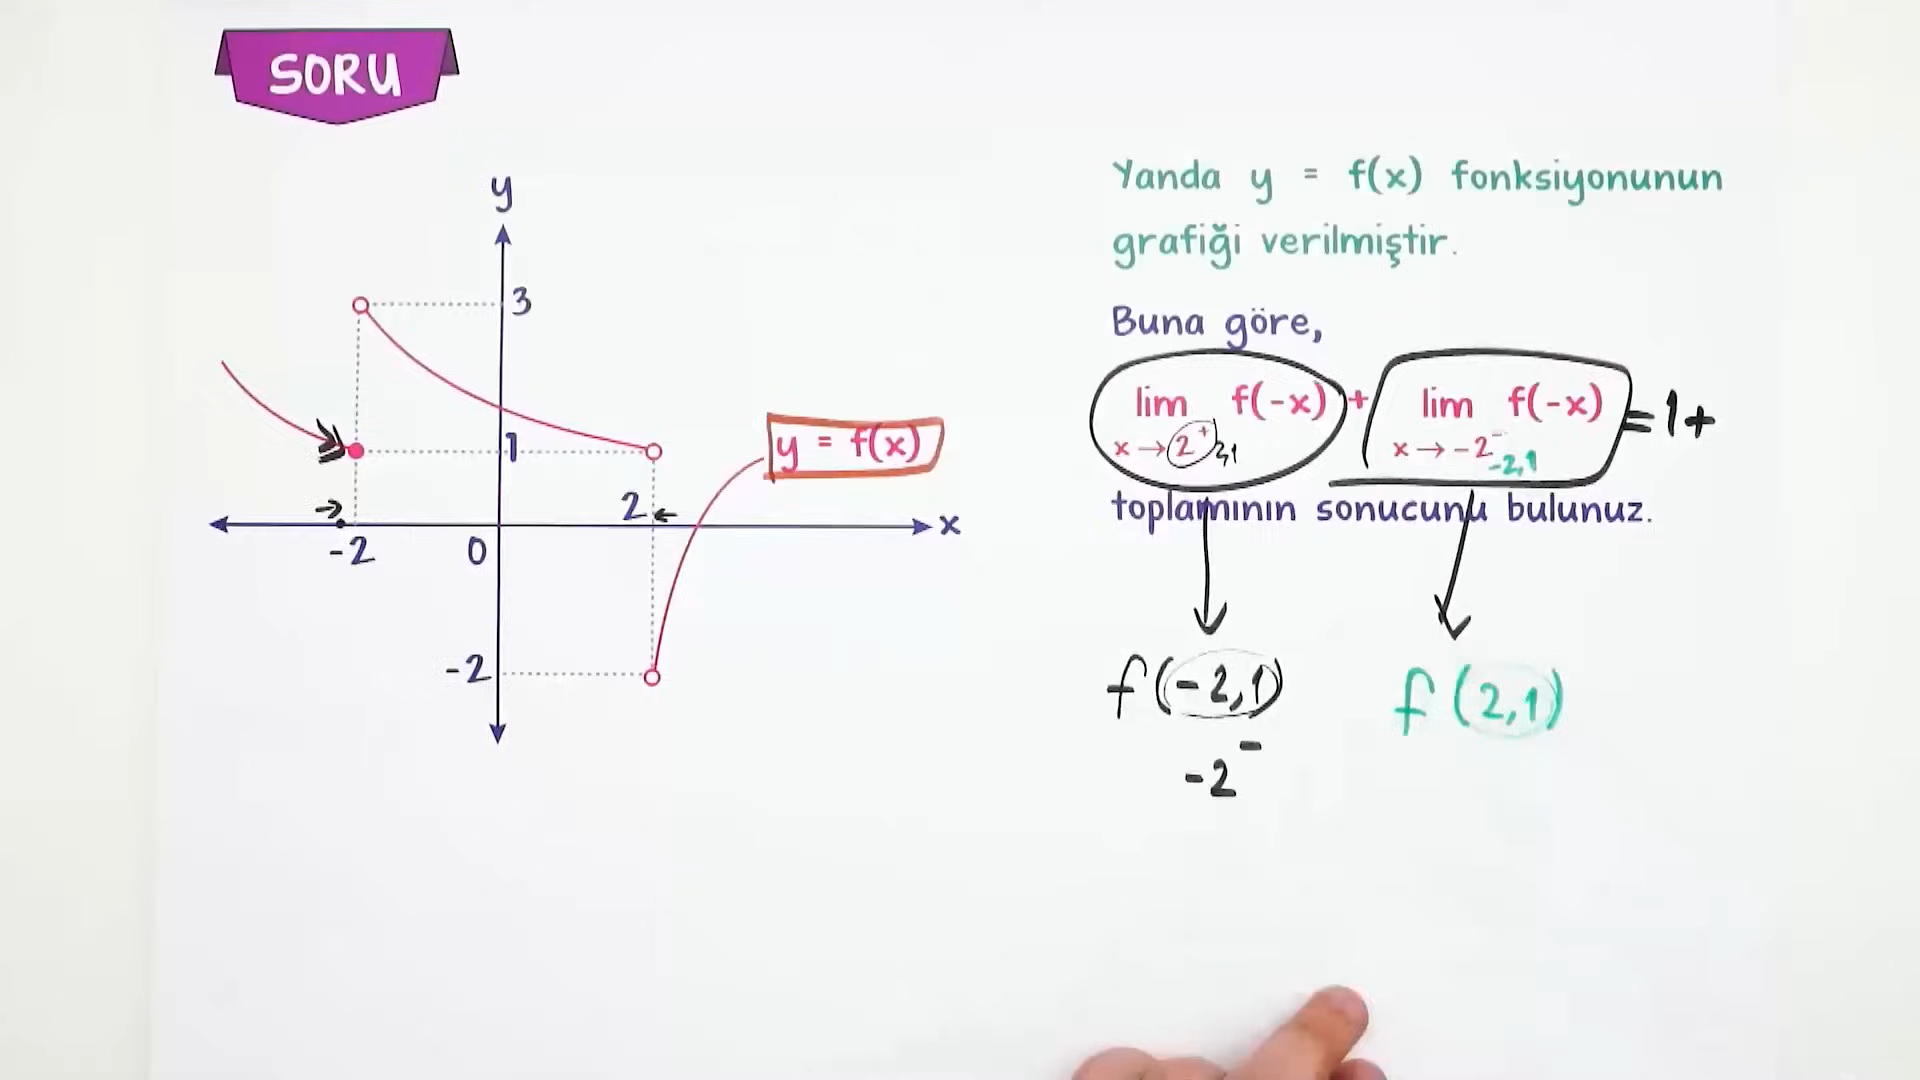 SORU
y
3
1
y = f(x)
2
x
-2
0
-2
Yanda y = f(x) fonksiyonunun
grafiği verilmiştir.
Buna göre,
lim f(-x) + lim f(-x) = 1+
x → 2⁺ 2,1 x → -2⁻ -2,1
toplamının sonucunu bulunuz.
f(-2,1) f(2,1)
-2⁻